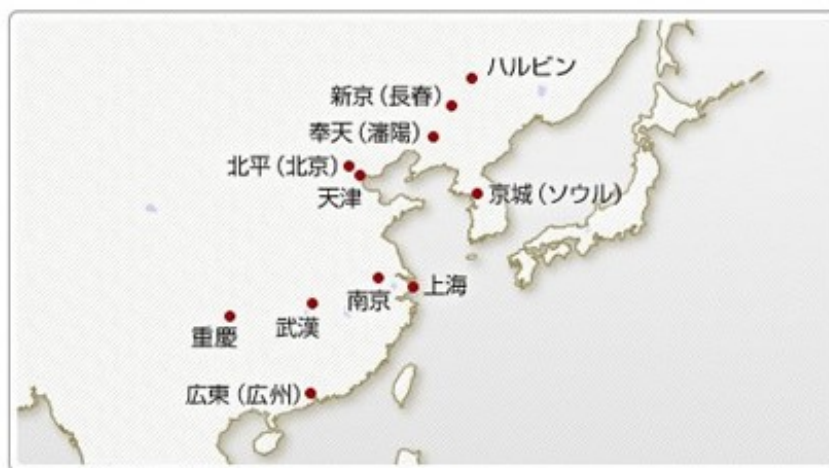 ハルビン
新京（長春）
奉天（瀋陽）
北平（北京）
天津
京城（ソウル）
南京
上海
武漢
重慶
広東（広州）